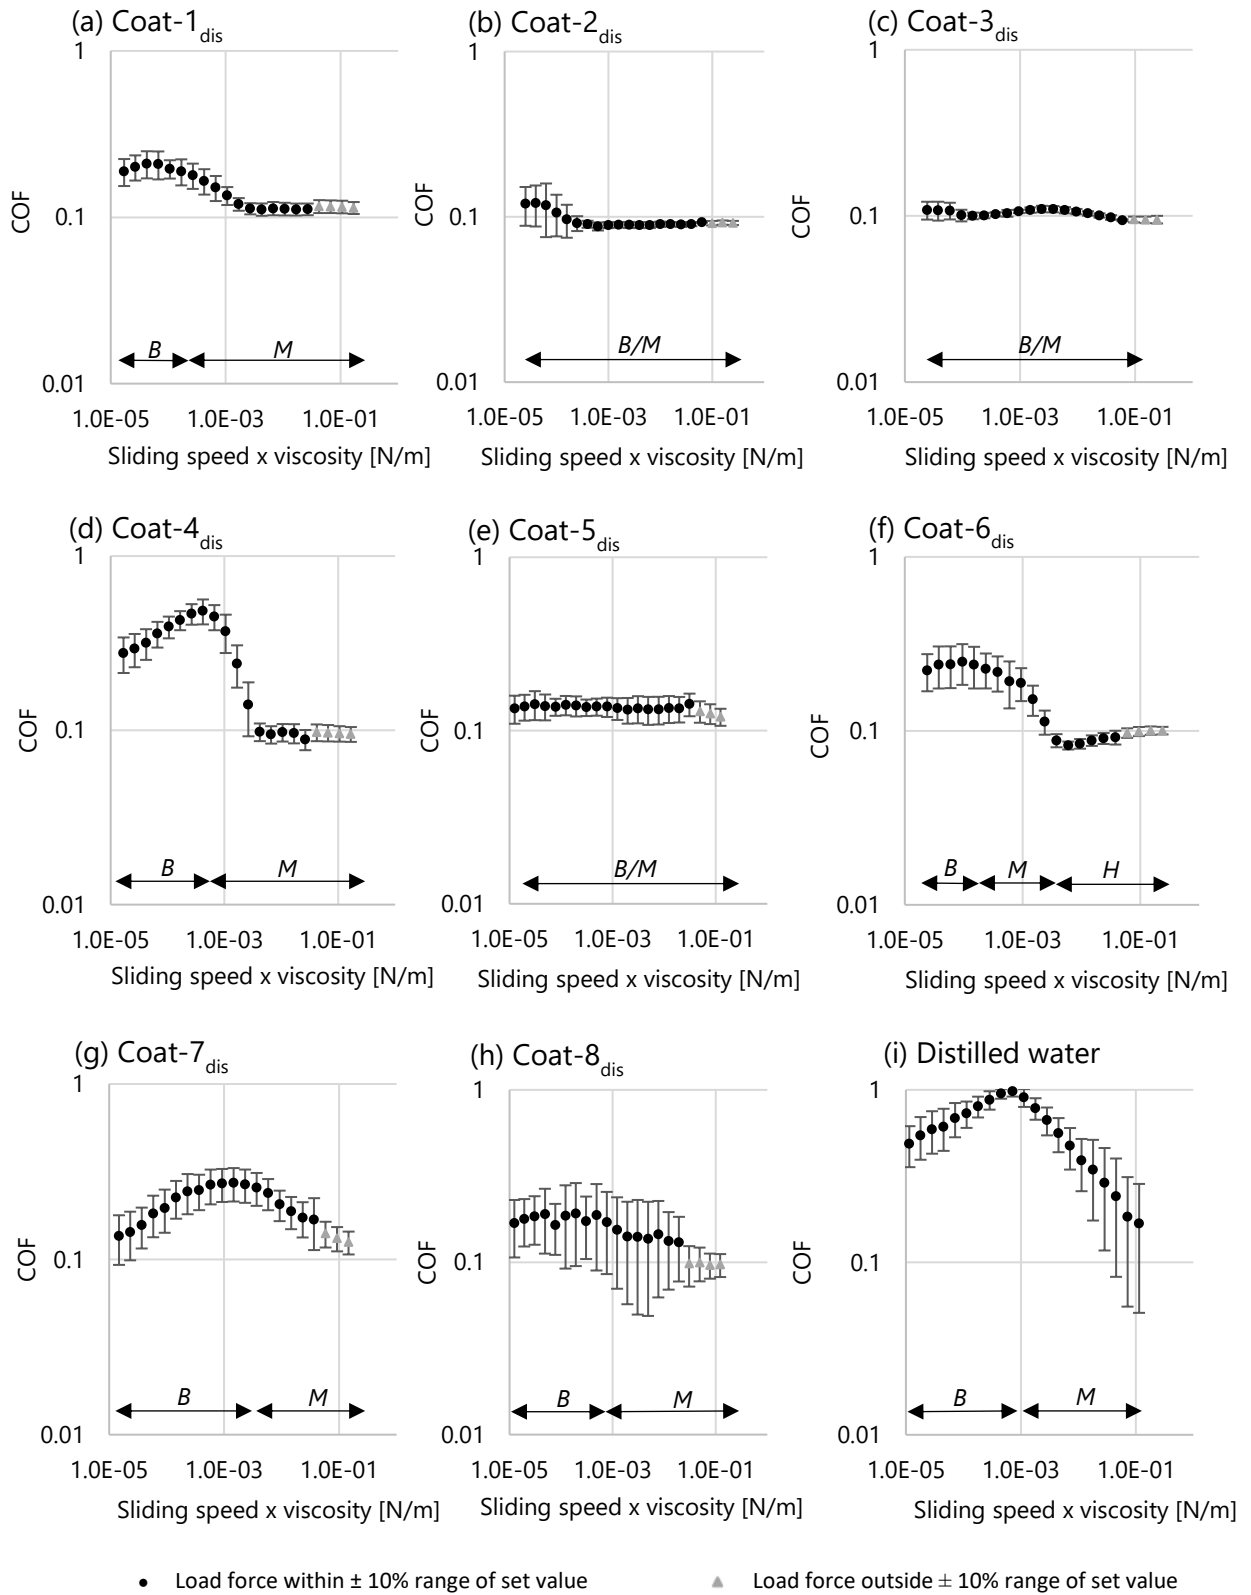 (a) Coat-1dis
1
COF
0.1
B
M
0.01
1.0E-05 1.0E-03 1.0E-01
Sliding speed x viscosity [N/m]
(b) Coat-2dis
1
COF
0.1
B/M
0.01
1.0E-05 1.0E-03 1.0E-01
Sliding speed x viscosity [N/m]
(c) Coat-3dis
1
COF
0.1
B/M
0.01
1.0E-05 1.0E-03 1.0E-01
Sliding speed x viscosity [N/m]
(d) Coat-4dis
1
COF
0.1
B
M
0.01
1.0E-05 1.0E-03 1.0E-01
Sliding speed x viscosity [N/m]
(e) Coat-5dis
1
COF
0.1
B/M
0.01
1.0E-05 1.0E-03 1.0E-01
Sliding speed x viscosity [N/m]
(f) Coat-6dis
1
COF
0.1
B
M
H
0.01
1.0E-05 1.0E-03 1.0E-01
Sliding speed x viscosity [N/m]
(g) Coat-7dis
1
COF
0.1
B
M
0.01
1.0E-05 1.0E-03 1.0E-01
Sliding speed x viscosity [N/m]
(h) Coat-8dis
1
COF
0.1
B
M
0.01
1.0E-05 1.0E-03 1.0E-01
Sliding speed x viscosity [N/m]
(i) Distilled water
1
COF
0.1
B
M
0.01
1.0E-05 1.0E-03 1.0E-01
Sliding speed x viscosity [N/m]
Load force within ± 10% range of set value
Load force outside ± 10% range of set value